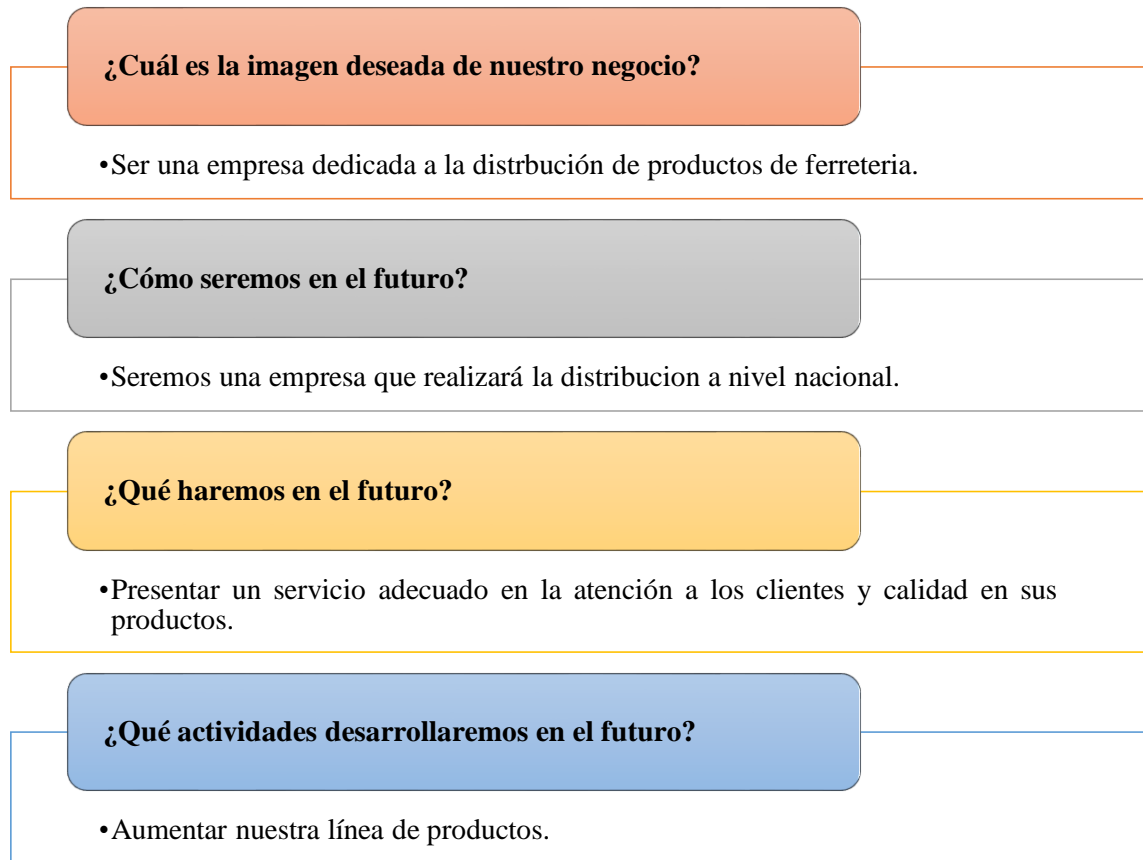 ¿Cuál es la imagen deseada de nuestro negocio?
•Ser una empresa dedicada a la distrbución de productos de ferreteria.
¿Cómo seremos en el futuro?
•Seremos una empresa que realizará la distribucion a nivel nacional.
¿Qué haremos en el futuro?
•Presentar un servicio adecuado en la atención a los clientes y calidad en sus
productos.
¿Qué actividades desarrollaremos en el futuro?
•Aumentar nuestra línea de productos.